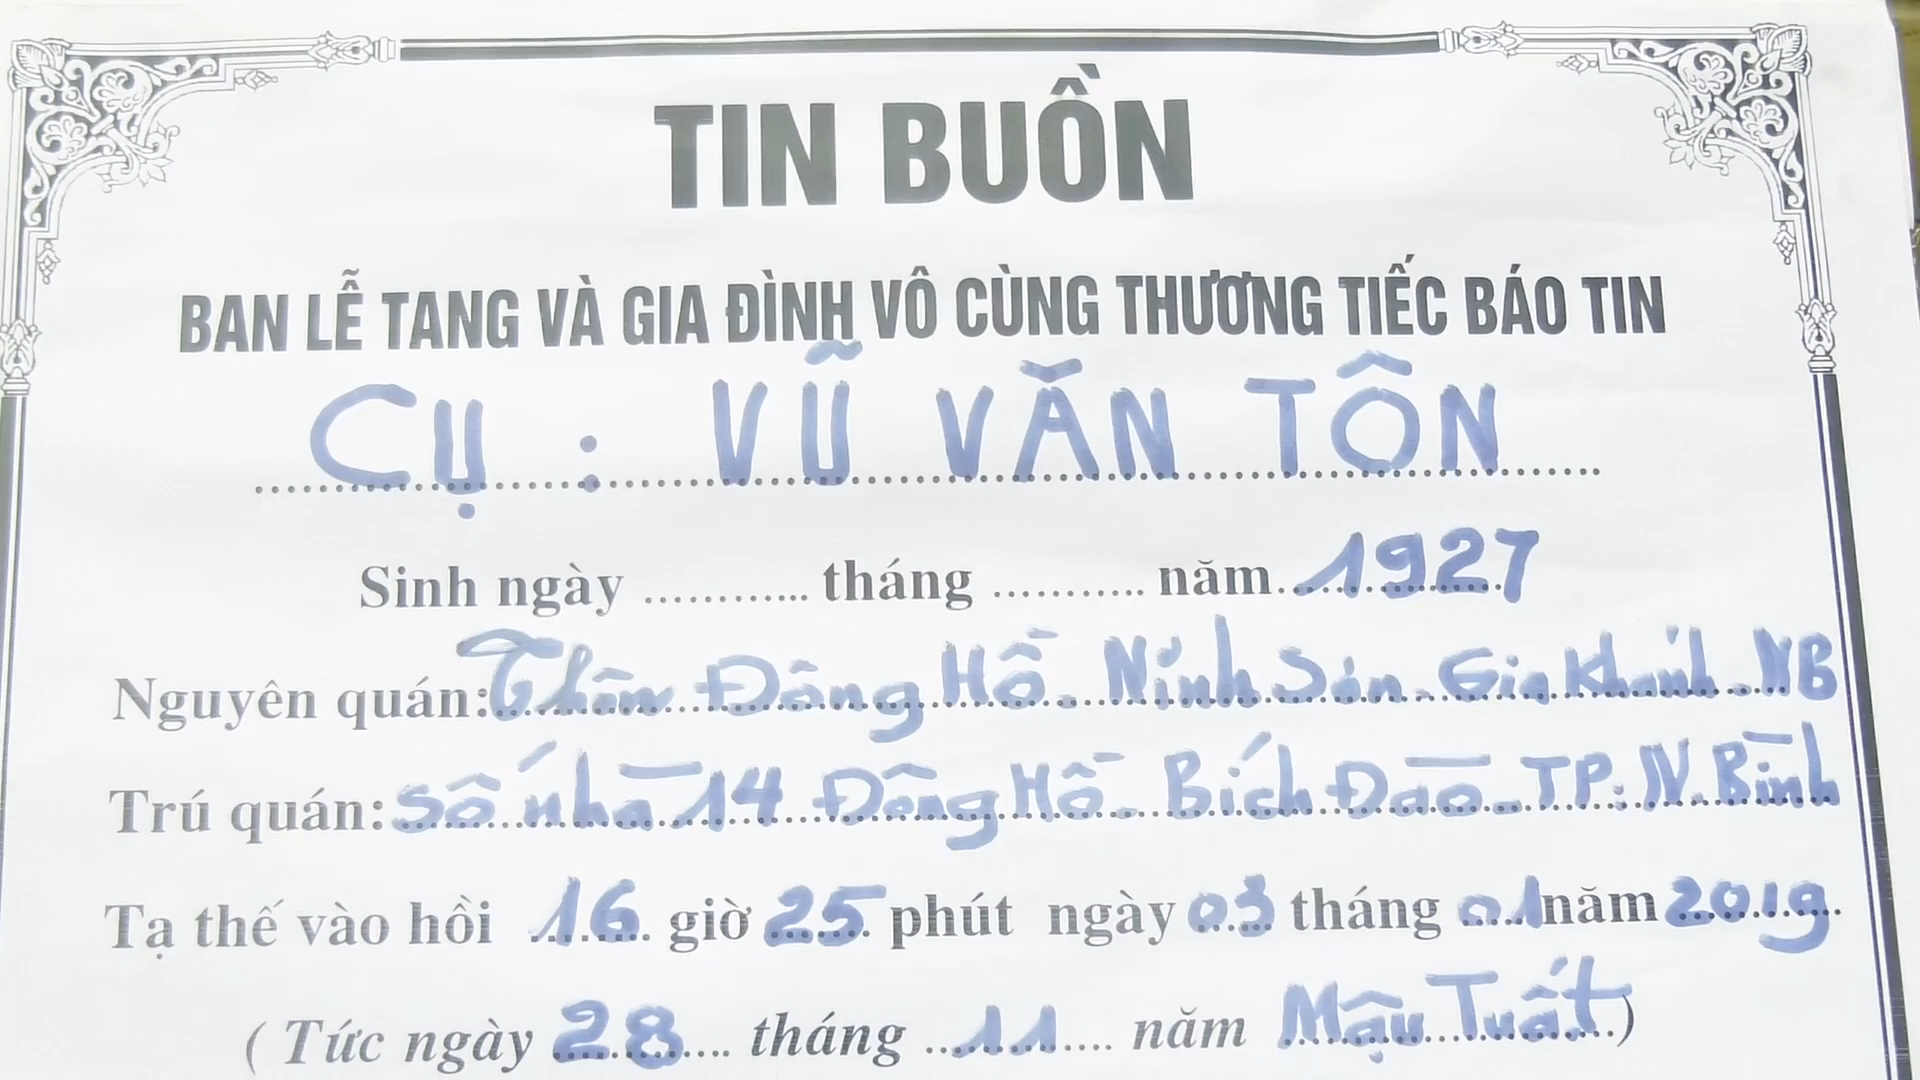 TIN BUỒN
BAN LỄ TANG VÀ GIA ĐÌNH VÔ CÙNG THƯƠNG TIẾC BÁO TIN
CỤ : VŨ VĂN TÔN
Sinh ngày ........... tháng ........... năm 1927
Nguyên quán: Thôn Đông Hồ - Ninh Sơn - Gia Khánh - NB
Trú quán: Số nhà 14 Đông Hồ - Bích Đào - TP: N. Bình
Tạ thế vào hồi 16 giờ 25 phút ngày 03 tháng 01 năm 2019
( Tức ngày 28 tháng 11 năm Mậu Tuất )